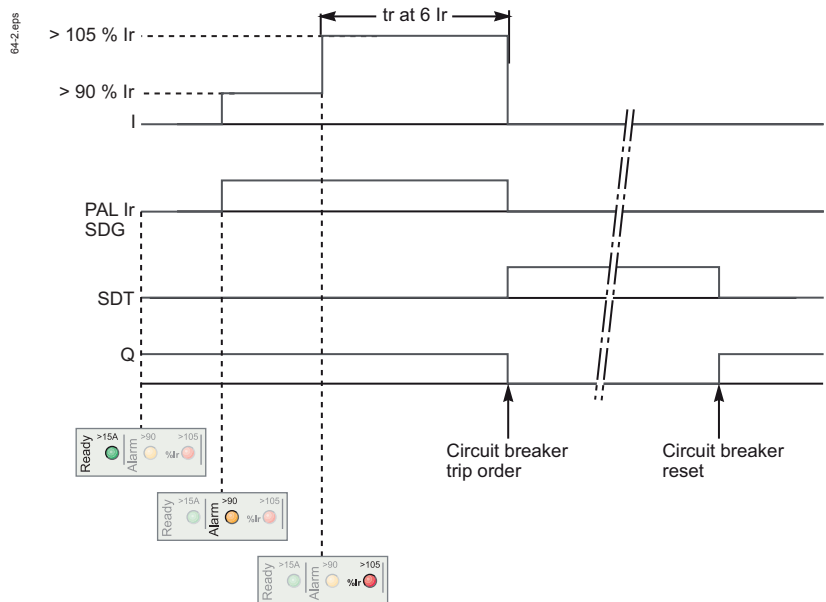 64-2.eps
tr at 6 Ir
> 105 % Ir
> 90 % Ir
I
PAL Ir
SDG
SDT
Q
Circuit breaker
trip order
Circuit breaker
reset
Ready
>15A
Alarm
>90
%Ir
>105
Ready
>15A
Alarm
>90
%Ir
>105
Ready
>15A
Alarm
>90
%Ir
>105